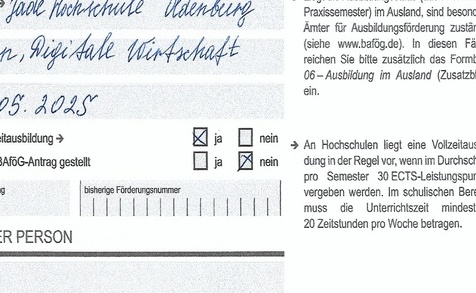 Jade Hochschule Oldenburg
n, Digitale Wirtschaft
05. 2025
eitausbildung → ja nein
BAföG-Antrag gestellt ja nein
ng bisherige Förderungsnummer
ER PERSON
Praxissemester) im Ausland, sind besond
Ämter für Ausbildungsförderung zustän
(siehe www.bafög.de). In diesen Fä
reichen Sie bitte zusätzlich das Formb
06 – Ausbildung im Ausland (Zusatzbl
ein.
→ An Hochschulen liegt eine Vollzeitaus
dung in der Regel vor, wenn im Durchsch
pro Semester 30 ECTS-Leistungspun
vergeben werden. Im schulischen Bere
muss die Unterrichtszeit mindest
20 Zeitstunden pro Woche betragen.